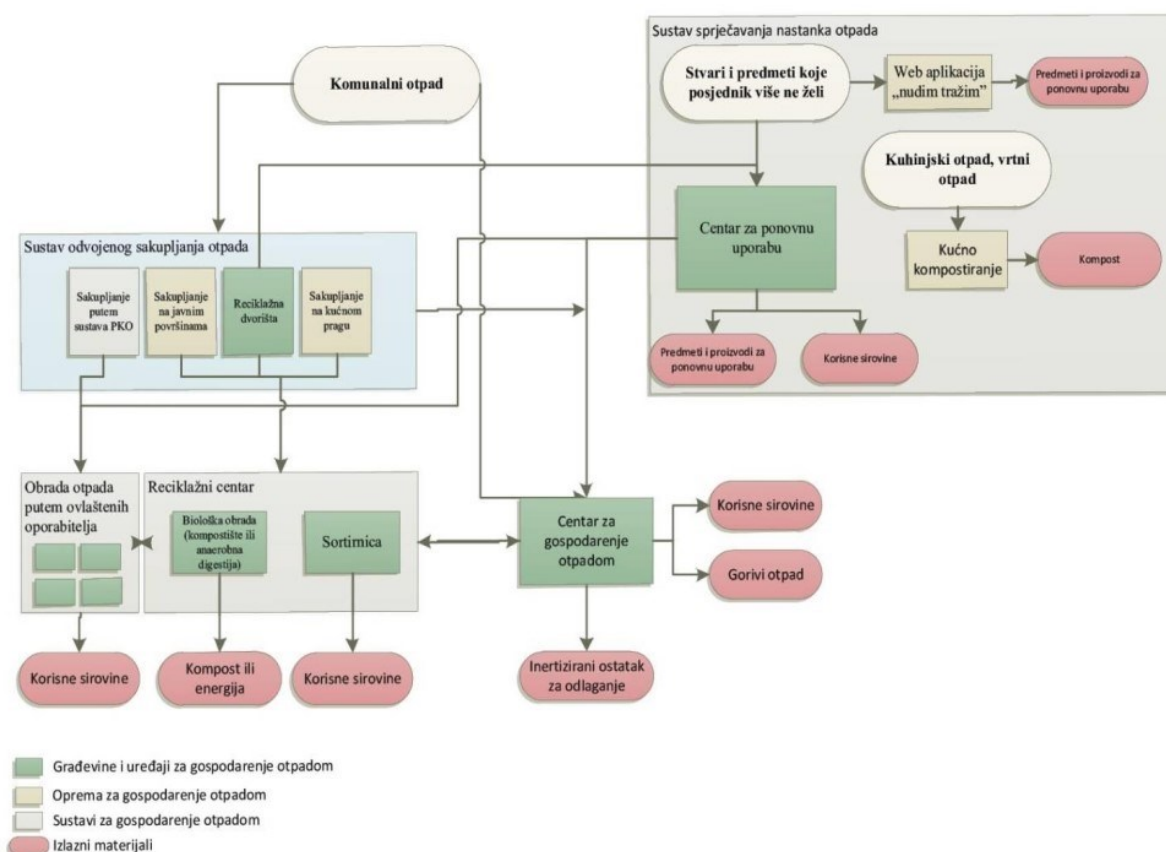 Sustav sprječavanja nastanka otpada
Komunalni otpad
Stvari i predmeti koje
posjednik više ne želi
Web aplikacija
„nudim tražim”
Predmeti i proizvodi za
ponovnu uporabu
Kuhinjski otpad, vrtni
otpad
Centar za ponovnu
uporabu
Kućno
kompostiranje
Kompost
Predmeti i proizvodi za
ponovnu uporabu
Korisne sirovine
Sustav odvojenog sakupljanja otpada
Sakupljanje
putem
sustava PKO
Sakupljanje
na javnim
površinama
Reciklažna
dvorišta
Sakupljanje
na kućnom
pragu
Obrada otpada
putem ovlaštenih
oporabitelja
Reciklažni centar
Biološka obrada
(kompostište ili
anaerobna
digestija)
Sortirnica
Centar za
gospodarenje
otpadom
Korisne sirovine
Gorivi otpad
Korisne sirovine
Kompost ili
energija
Korisne sirovine
Inertizirani ostatak
za odlaganje
Građevine i uređaji za gospodarenje otpadom
Oprema za gospodarenje otpadom
Sustavi za gospodarenje otpadom
Izlazni materijali